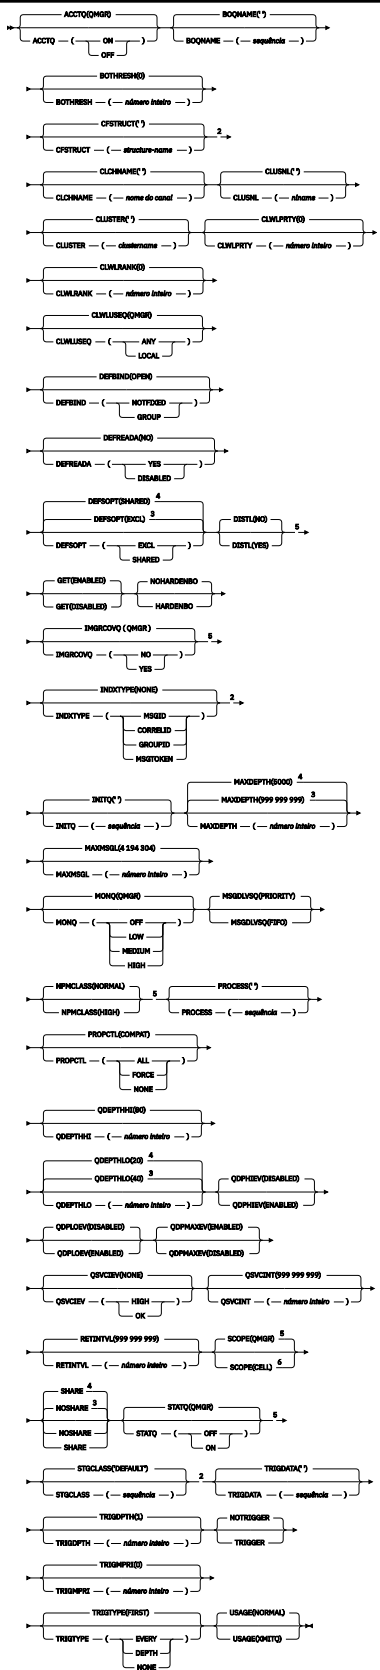 ACCTQ(QMGR) BOQNAME(' ')
ACCTQ ( ON ) BOQNAME ( sequência )
OFF
BOTHRESH(0)
BOTHRESH ( número inteiro )
CFSTRUCT(' ') 2
CFSTRUCT ( structure-name )
CLCHNAME(' ') CLUSNL(' ')
CLCHNAME ( nome do canal ) CLUSNL ( nlname )
CLUSTER(' ') CLWLPRTY(0)
CLUSTER ( clustername ) CLWLPRTY ( número inteiro )
CLWLRANK(0)
CLWLRANK ( número inteiro )
CLWLUSEQ(QMGR)
CLWLUSEQ ( ANY )
LOCAL
DEFBIND(OPEN)
DEFBIND ( NOTFIXED )
GROUP
DEFREADA(NO)
DEFREADA ( YES )
DISABLED
DEFSOPT(SHARED) 4
DEFSOPT(EXCL) 3 DISTL(NO) 5
DEFSOPT ( EXCL ) DISTL(YES)
SHARED
GET(ENABLED) NOHARDENBO
GET(DISABLED) HARDENBO
IMGRCOVQ ( QMGR ) 5
IMGRCOVQ ( NO )
YES
INDXTYPE(NONE) 2
INDXTYPE ( MSGID )
CORRELID
GROUPID
MSGTOKEN
MAXDEPTH(5000) 4
INITQ(' ') MAXDEPTH(999 999 999) 3
INITQ ( sequência ) MAXDEPTH ( número inteiro )
MAXMSGL(4 194 304)
MAXMSGL ( número inteiro )
MONQ(QMGR) MSGDLVSQ(PRIORITY)
MONQ ( OFF ) MSGDLVSQ(FIFO)
LOW
MEDIUM
HIGH
NPMCLASS(NORMAL) 5 PROCESS(' ')
NPMCLASS(HIGH) PROCESS ( sequência )
PROPCTL(COMPAT)
PROPCTL ( ALL )
FORCE
NONE
QDEPTHHI(80)
QDEPTHHI ( número inteiro )
QDEPTHLO(20) 4
QDEPTHLO(40) 3 QDPHIEV(DISABLED)
QDEPTHLO ( número inteiro ) QDPHIEV(ENABLED)
QDPLOEV(DISABLED) QDPMAXEV(ENABLED)
QDPLOEV(ENABLED) QDPMAXEV(DISABLED)
QSVCIEV(NONE) QSVCINT(999 999 999)
QSVCIEV ( HIGH ) QSVCINT ( número inteiro )
OK
RETINTVL(999 999 999) SCOPE(QMGR) 5
RETINTVL ( número inteiro ) SCOPE(CELL) 6
SHARE 4
NOSHARE 3 STATQ(QMGR) 5
NOSHARE STATQ ( OFF )
SHARE ON
STGCLASS('DEFAULT') 2 TRIGDATA(' ')
STGCLASS ( sequência ) TRIGDATA ( sequência )
TRIGDPTH(1) NOTRIGGER
TRIGDPTH ( número inteiro ) TRIGGER
TRIGMPRI(0)
TRIGMPRI ( número inteiro )
TRIGTYPE(FIRST) USAGE(NORMAL)
TRIGTYPE ( EVERY ) USAGE(XMITQ)
DEPTH
NONE